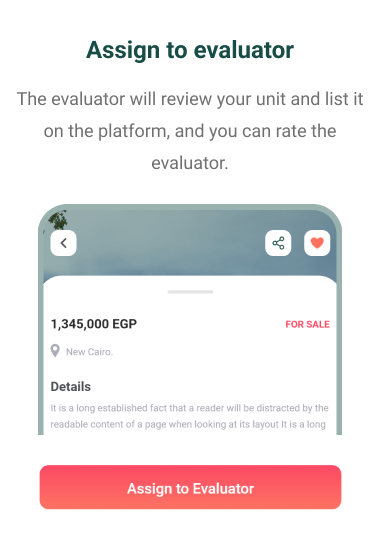 Assign to evaluator
The evaluator will review your unit and list it
on the platform, and you can rate the
evaluator.
1,345,000 EGP
FOR SALE
New Cairo.
Details
It is a long established fact that a reader will be distracted by the
readable content of a page when looking at its layout It is a long
Assign to Evaluator